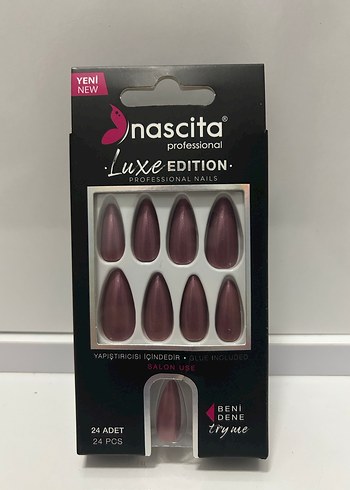 YENİ
NEW
nascita®
professional
·Luxe EDITION·
PROFESSIONAL NAILS
YAPIŞTIRICISI İÇİNDEDİR • GLUE INCLUDED
SALON USE
24 ADET
24 PCS
BENİ
DENE
try me